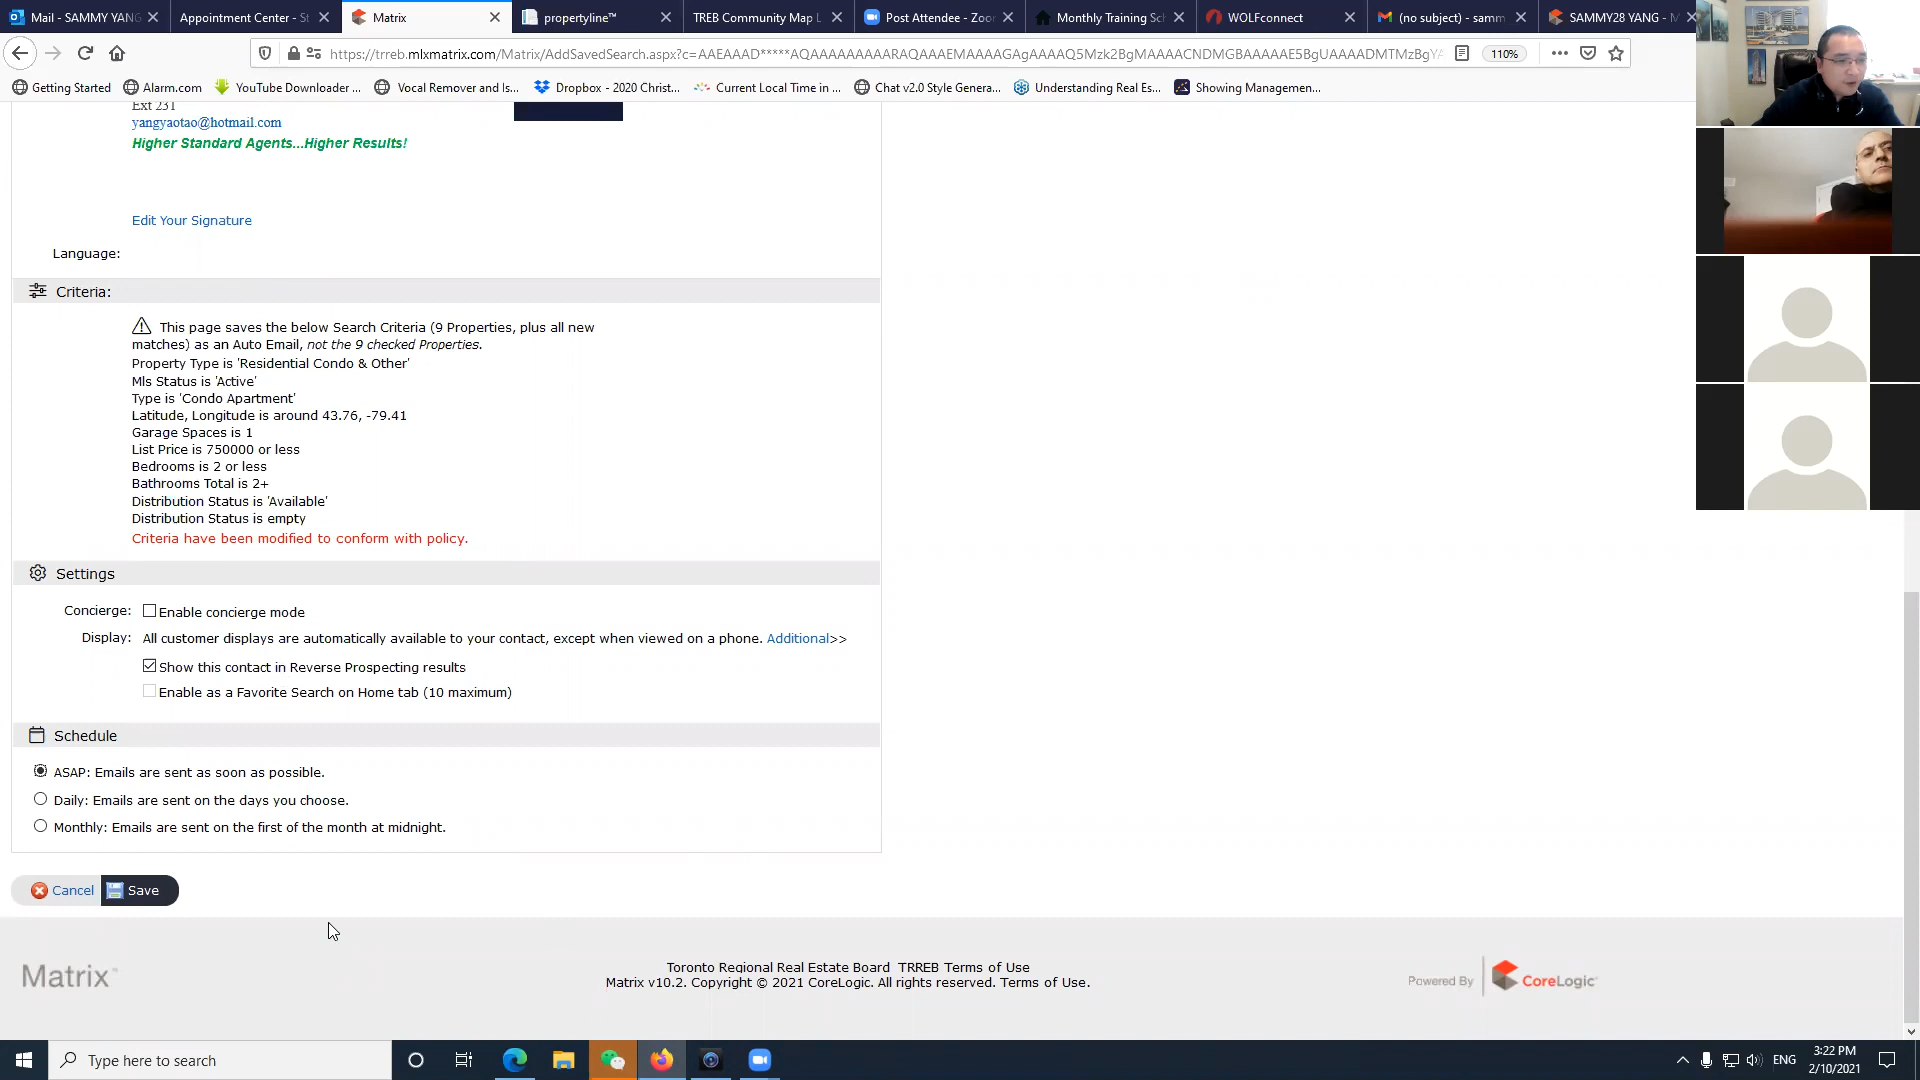 Mail - SAMMY YANG
Appointment Center - S
Matrix
propertyline™
TREB Community Map L
Post Attendee - Zoo
Monthly Training Sc
WOLFconnect
(no subject) - samm
SAMMY28 YANG - M
110%
Getting Started
Alarm.com
YouTube Downloader ...
Vocal Remover and Is...
Dropbox - 2020 Christ...
Current Local Time in ...
Chat v2.0 Style Genera...
Understanding Real Es...
Showing Managemen...
Ext 231
yangyaotao@hotmail.com
Higher Standard Agents...Higher Results!
Edit Your Signature
Language:
Criteria:
This page saves the below Search Criteria (9 Properties, plus all new
matches) as an Auto Email, not the 9 checked Properties.
Property Type is 'Residential Condo & Other'
Mls Status is 'Active'
Type is 'Condo Apartment'
Latitude, Longitude is around 43.76, -79.41
Garage Spaces is 1
List Price is 750000 or less
Bedrooms is 2 or less
Bathrooms Total is 2+
Distribution Status is 'Available'
Distribution Status is empty
Criteria have been modified to conform with policy.
Settings
Concierge: Enable concierge mode
Display: All customer displays are automatically available to your contact, except when viewed on a phone. Additional>>
Show this contact in Reverse Prospecting results
Enable as a Favorite Search on Home tab (10 maximum)
Schedule
ASAP: Emails are sent as soon as possible.
Daily: Emails are sent on the days you choose.
Monthly: Emails are sent on the first of the month at midnight.
Cancel Save
Matrix™
Toronto Regional Real Estate Board TRREB Terms of Use
Matrix v10.2. Copyright © 2021 CoreLogic. All rights reserved. Terms of Use.
Powered By CoreLogic
Type here to search
ENG
3:22 PM
2/10/2021